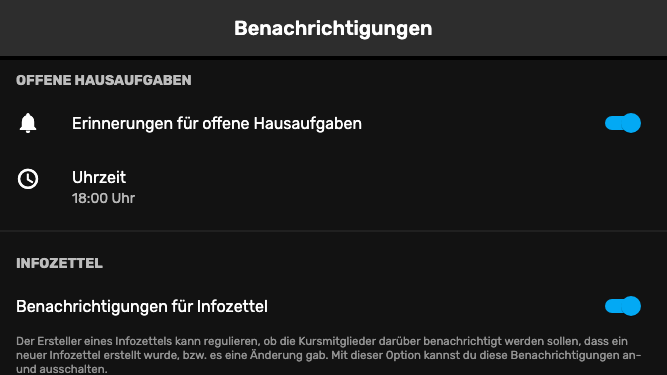 Benachrichtigungen
OFFENE HAUSAUFGABEN
Erinnerungen für offene Hausaufgaben
Uhrzeit
18:00 Uhr
INFOZETTEL
Benachrichtigungen für Infozettel
Der Ersteller eines Infozettels kann regulieren, ob die Kursmitglieder darüber benachrichtigt werden sollen, dass ein
neuer Infozettel erstellt wurde, bzw. es eine Änderung gab. Mit dieser Option kannst du diese Benachrichtigungen an-
und ausschalten.